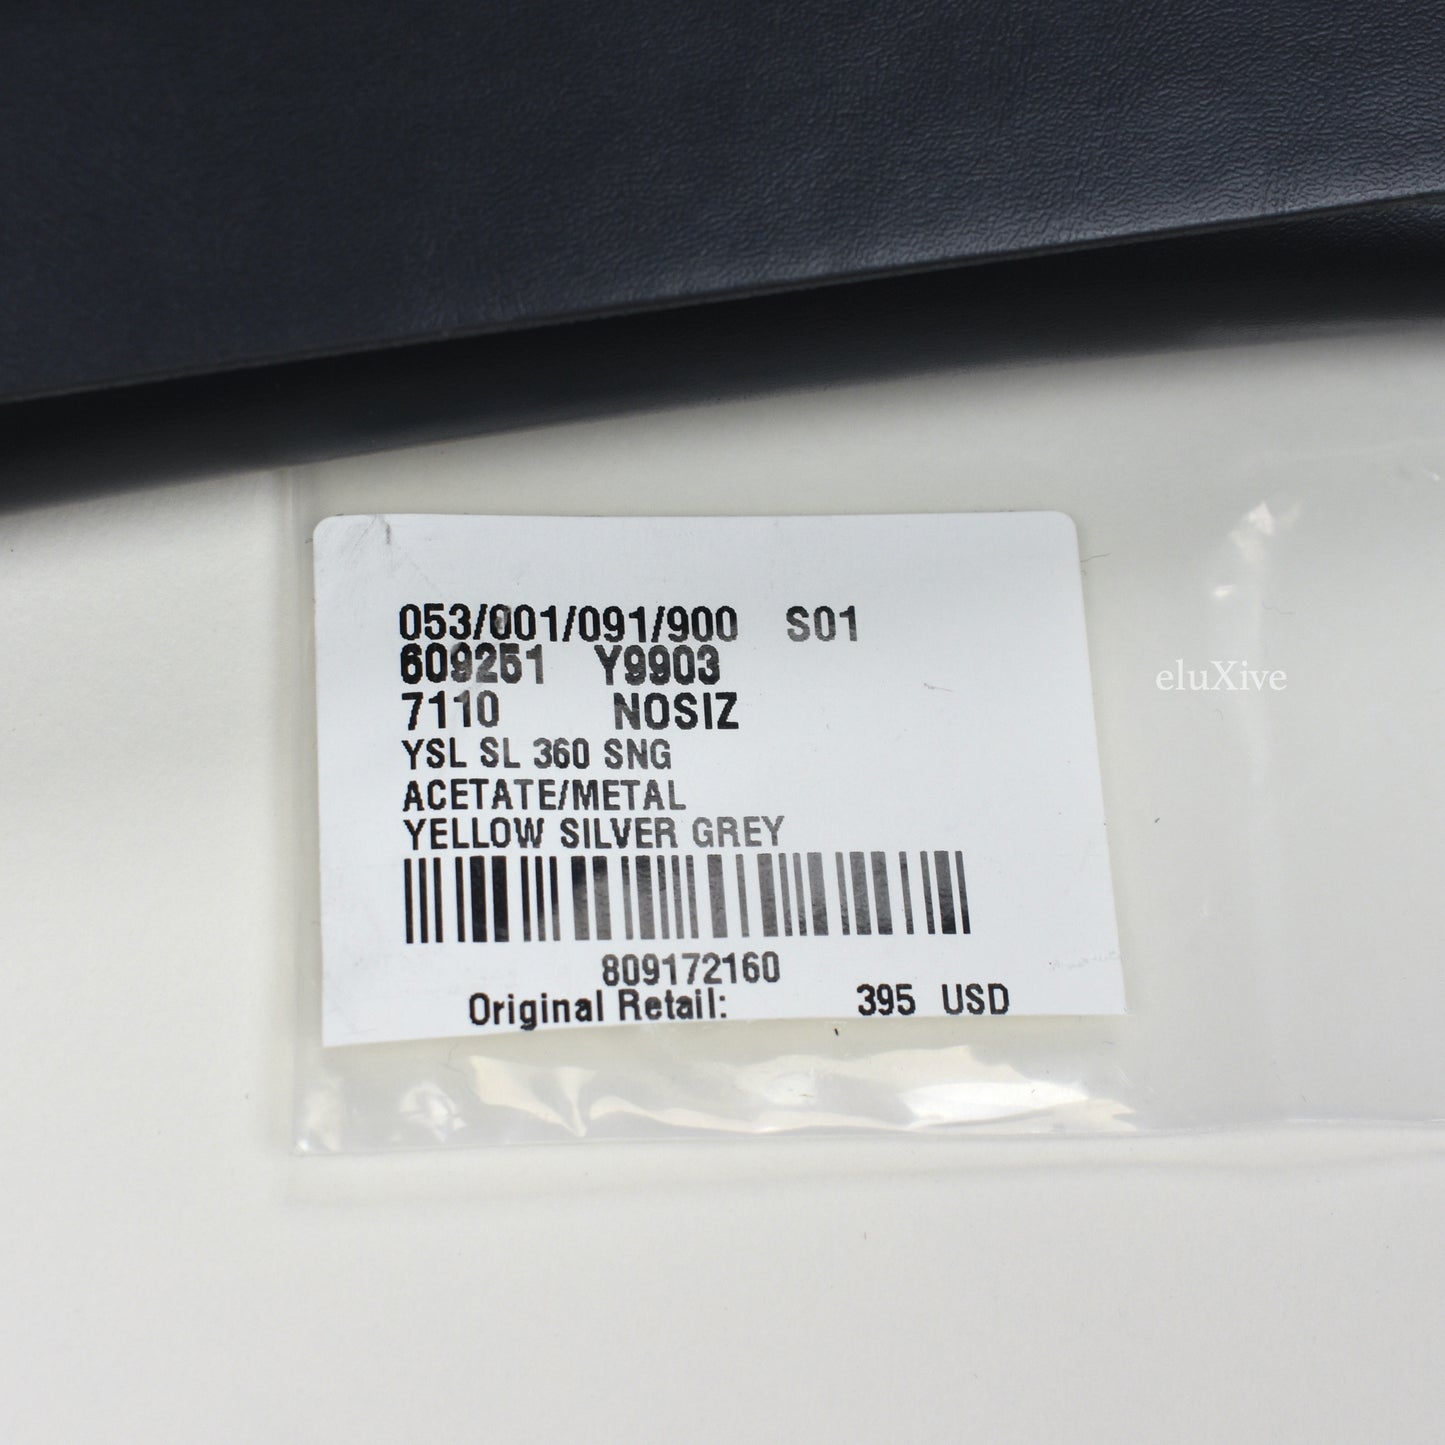 053/001/091/900 S01
609251 Y9903
7110 NOSIZ
YSL SL 360 SNG
ACETATE/METAL
YELLOW SILVER GREY
809172160
Original Retail: 395 USD
eluXive